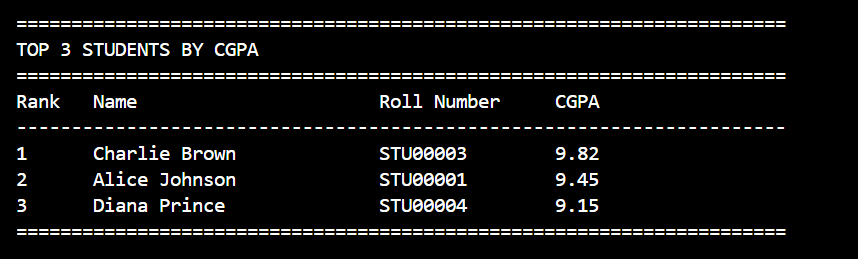 ======================================================================
TOP 3 STUDENTS BY CGPA
======================================================================
Rank   Name                      Roll Number     CGPA
----------------------------------------------------------------------
1      Charlie Brown             STU00003        9.82
2      Alice Johnson             STU00001        9.45
3      Diana Prince              STU00004        9.15
======================================================================